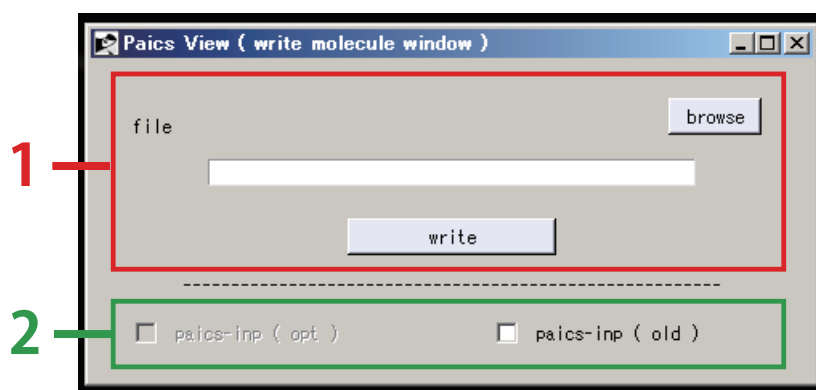 Paics View ( write molecule window )
1
file
browse
write
-------------------------------------------------------
2
paics-inp ( opt )
paics-inp ( old )